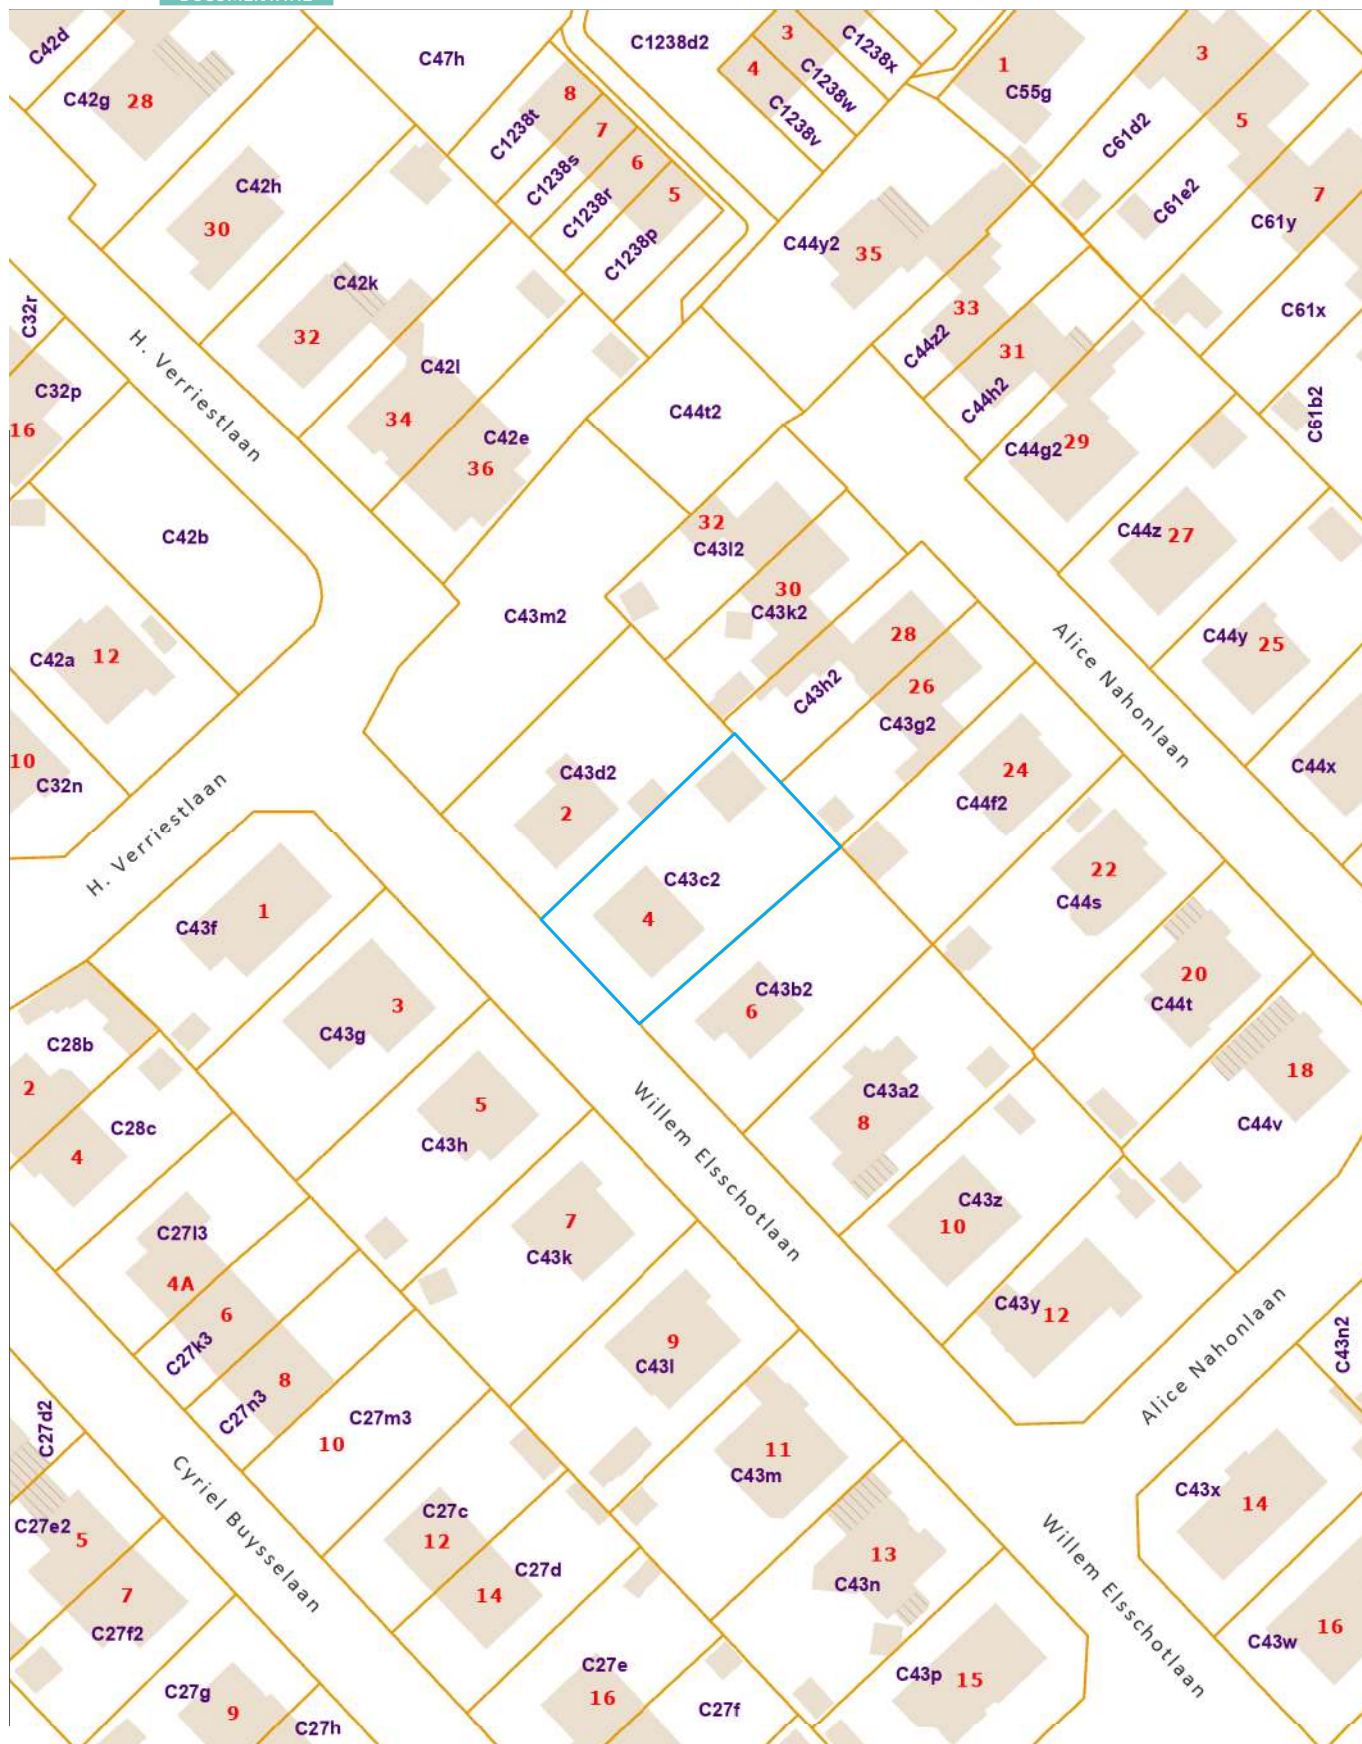 C42d
C47h
C1238d2
3
C1238x
4
C1238w
C1238v
1
C55g
3
C42g 28
8
C1238t
7
C1238s
6
C1238r
5
C1238p
C61d2
5
C61e2
7
C61y
C42h
30
C44y2
35
C42k
32
C32r
C32p
16
H. Verriestlaan
C42l
34
C42e
36
C44t2
33
C44z2
31
C44h2
C61x
C61b2
C44g2 29
C44z 27
C42b
32
C43l2
30
C43k2
C43m2
28
C43h2
26
C43g2
Alice Nahonlaan
C44y 25
C42a 12
10
C32n
H. Verriestlaan
C43d2
2
24
C44f2
C44x
C43c2
4
22
C44s
C43f 1
3
C43g
C43b2
6
20
C44t
C28b
2
C28c
4
5
C43h
Willem Elsschotlaan
C43a2
8
18
C44v
C27l3
4A
6
C27k3
8
C27n3
7
C43k
C43z
10
C43y 12
Alice Nahonlaan
C43n2
9
C43l
C27m3
10
C27d2
Cyriel Buysselaan
11
C43m
C43x
14
C27e2
5
7
C27f2
C27c
12
C27d
14
13
C43n
Willem Elsschotlaan
16
C43w
C27g
9
C27h
C27e
16
C27f
C43p 15